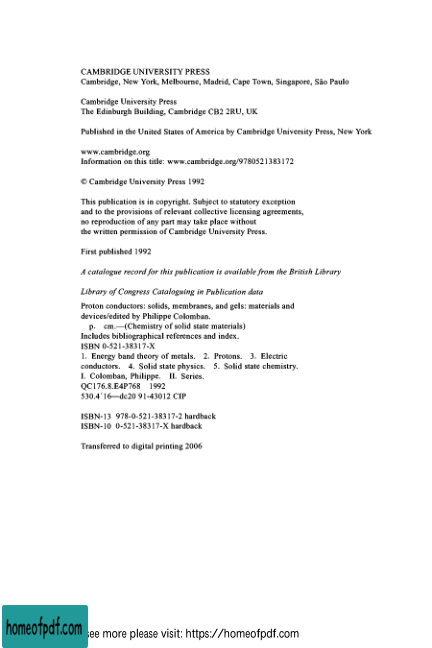 CAMBRIDGE UNIVERSITY PRESS
Cambridge, New York, Melbourne, Madrid, Cape Town, Singapore, São Paulo
Cambridge University Press
The Edinburgh Building, Cambridge CB2 2RU, UK
Published in the United States of America by Cambridge University Press, New York
www.cambridge.org
Information on this title: www.cambridge.org/9780521383172
© Cambridge University Press 1992
This publication is in copyright. Subject to statutory exception
and to the provisions of relevant collective licensing agreements,
no reproduction of any part may take place without
the written permission of Cambridge University Press.
First published 1992
A catalogue record for this publication is available from the British Library
Library of Congress Cataloguing in Publication data
Proton conductors: solids, membranes, and gels: materials and
devices/edited by Philippe Colomban.
p. cm.—(Chemistry of solid state materials)
Includes bibliographical references and index.
ISBN 0-521-38317-X
1. Energy band theory of metals. 2. Protons. 3. Electric
conductors. 4. Solid state physics. 5. Solid state chemistry.
I. Colomban, Philippe. II. Series.
QC176.8.E4P768 1992
530.4´16—dc20 91-43012 CIP
ISBN-13 978-0-521-38317-2 hardback
ISBN-10 0-521-38317-X hardback
Transferred to digital printing 2006
homeofpdf.com
see more please visit: https://homeofpdf.com